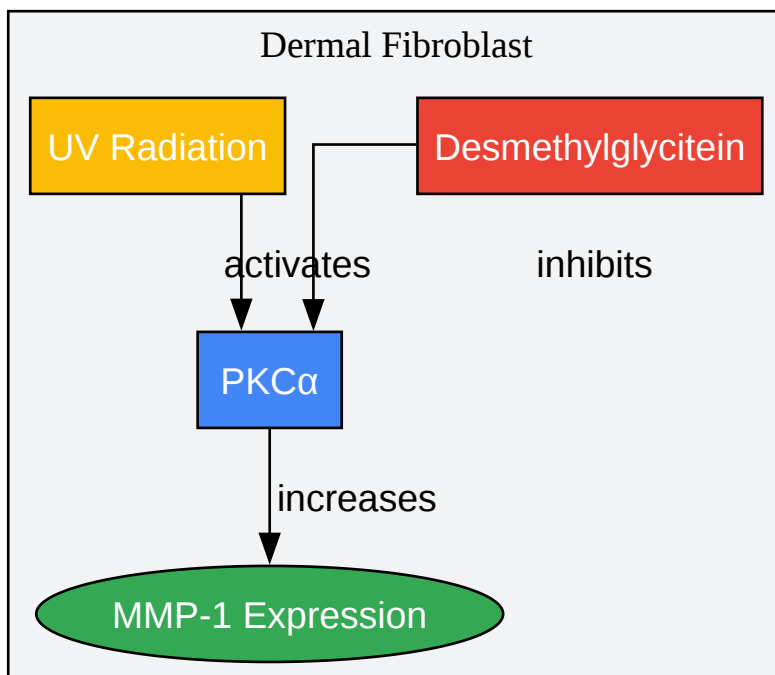 Dermal Fibroblast
UV Radiation
Desmethylglycitein
activates
inhibits
PKCα
increases
MMP-1 Expression